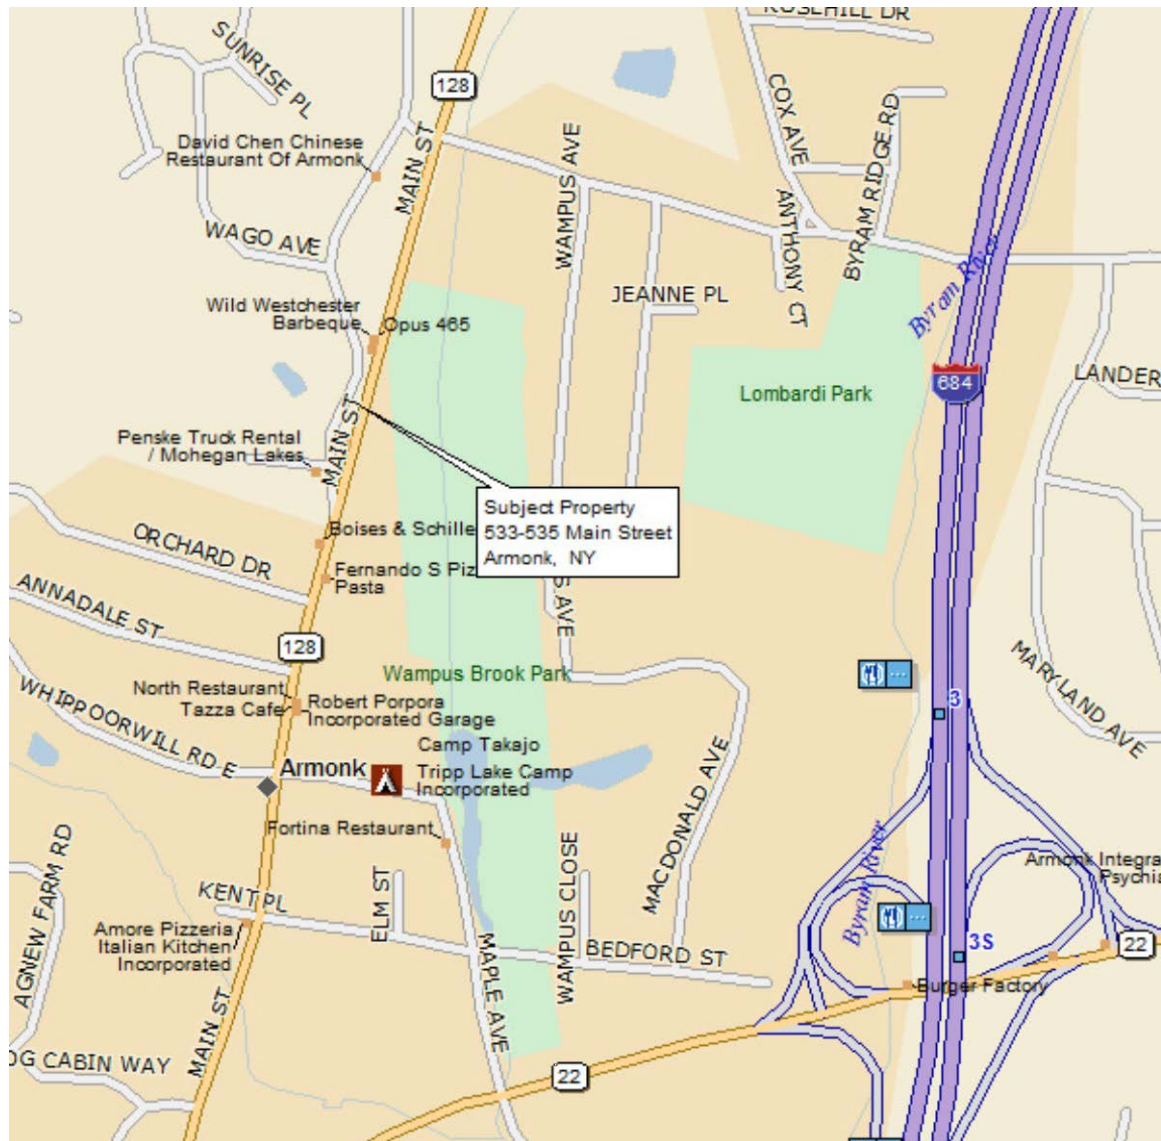 ROSEHILL DR
SUNRISE PL
128
COX AVE
BYRAM RIDGE RD
David Chen Chinese
Restaurant Of Armonk
MAIN ST
WAMPUS AVE
ANTHONY CT
WAGO AVE
Byram River
JEANNE PL
Wild Westchester
Barbeque
Opus 465
684
LANDER
Lombardi Park
Penske Truck Rental
/ Mohegan Lakes
MAIN ST
Subject Property
533-535 Main Street
Armonk, NY
Boises & Schille
ORCHARD DR
Fernando S Piz
Pasta
S AVE
ANNADALE ST
128
Wampus Brook Park
MARYLAND AVE
WHIPPOORWILL RD E
North Restaurant
Tazza Cafe
Robert Porpora
Incorporated Garage
3
Camp Takajo
Armonk
Tripp Lake Camp
Incorporated
MACDONALD AVE
Fortina Restaurant
Byram River
Armonk Integra
Psychia
AGNEW FARM RD
KENT PL
ELM ST
WAMPUS CLOSE
Amore Pizzeria
Italian Kitchen
Incorporated
MAPLE AVE
BEDFORD ST
3S
22
Burger Factory
MAIN ST
OG CABIN WAY
22